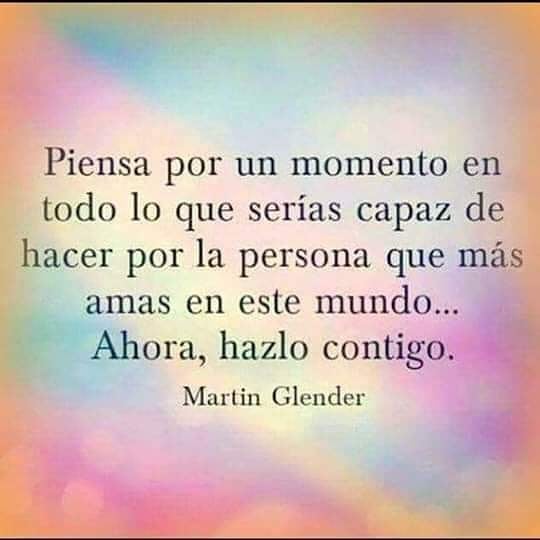 Piensa por un momento en
todo lo que serías capaz de
hacer por la persona que más
amas en este mundo...
Ahora, hazlo contigo.
Martin Glender